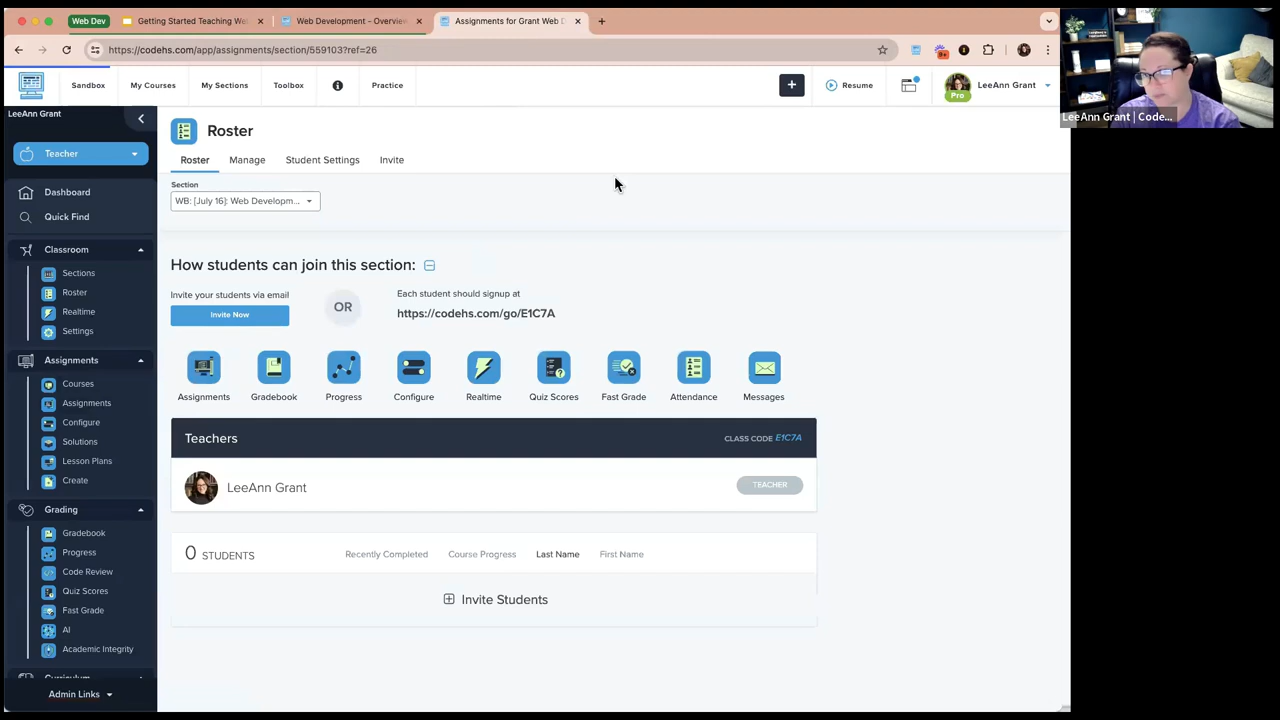 Web Dev
Getting Started Teaching We
Web Development - Overview
Assignments for Grant Web D
https://codehs.com/app/assignments/section/559103?ref=26
9+
Sandbox
My Courses
My Sections
Toolbox
Practice
Resume
Pro
LeeAnn Grant
LeeAnn Grant | Code...
LeeAnn Grant
Teacher
Dashboard
Quick Find
Classroom
Sections
Roster
Realtime
Settings
Assignments
Courses
Assignments
Configure
Solutions
Lesson Plans
Create
Grading
Gradebook
Progress
Code Review
Quiz Scores
Fast Grade
AI
Academic Integrity
Curriculum
Admin Links
Roster
Roster
Manage
Student Settings
Invite
Section
WB: [July 16]: Web Developm...
How students can join this section:
Invite your students via email
Invite Now
OR
Each student should signup at
https://codehs.com/go/E1C7A
Assignments
Gradebook
Progress
Configure
Realtime
Quiz Scores
Fast Grade
Attendance
Messages
Teachers
CLASS CODE E1C7A
LeeAnn Grant
TEACHER
0 STUDENTS
Recently Completed
Course Progress
Last Name
First Name
Invite Students